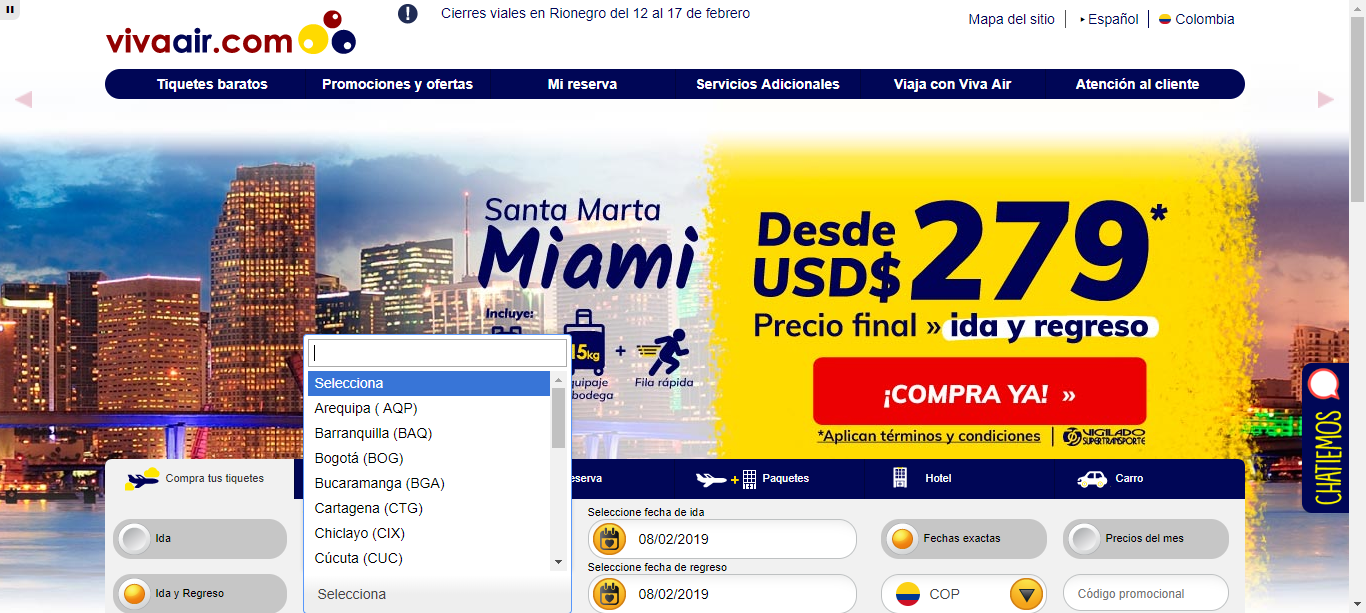 Cierres viales en Rionegro del 12 al 17 de febrero
Mapa del sitio
Español
Colombia
vivaair.com
Tiquetes baratos
Promociones y ofertas
Mi reserva
Servicios Adicionales
Viaja con Viva Air
Atención al cliente
Santa Marta
Miami
Incluye:
15kg
+
Fila rápida
Desde
USD$ 279*
Precio final » ida y regreso
¡COMPRA YA! »
*Aplican términos y condiciones
VIGILADO
SUPERTRANSPORTE
CHATIEMOS
Selecciona
Arequipa ( AQP)
Barranquilla (BAQ)
Bogotá (BOG)
Bucaramanga (BGA)
Cartagena (CTG)
Chiclayo (CIX)
Cúcuta (CUC)
Selecciona
Compra tus tiquetes
Paquetes
Hotel
Carro
Ida
Ida y Regreso
Seleccione fecha de ida
08/02/2019
Seleccione fecha de regreso
08/02/2019
Fechas exactas
Precios del mes
COP
Código promocional